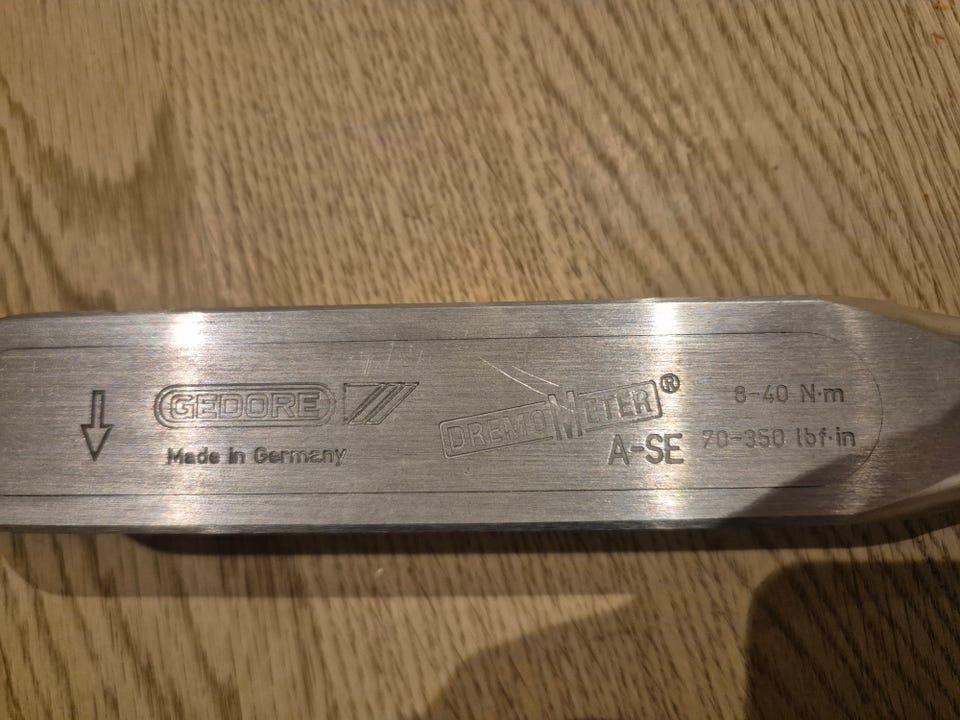 GEDORE
Made in Germany
DREMOMETER®
A-SE
8-40 N·m
70-350 lbf·in